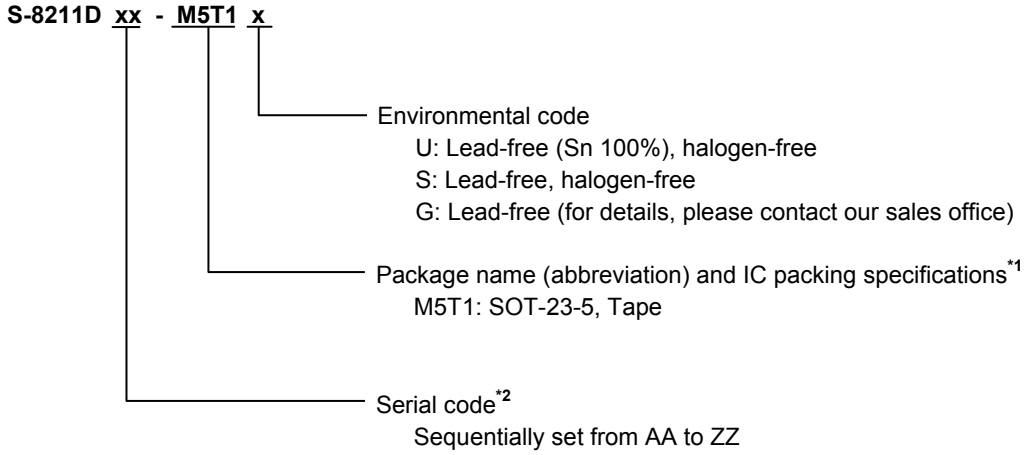 S-8211D xx - M5T1 x
Environmental code
U: Lead-free (Sn 100%), halogen-free
S: Lead-free, halogen-free
G: Lead-free (for details, please contact our sales office)
Package name (abbreviation) and IC packing specifications*1
M5T1: SOT-23-5, Tape
Serial code*2
Sequentially set from AA to ZZ